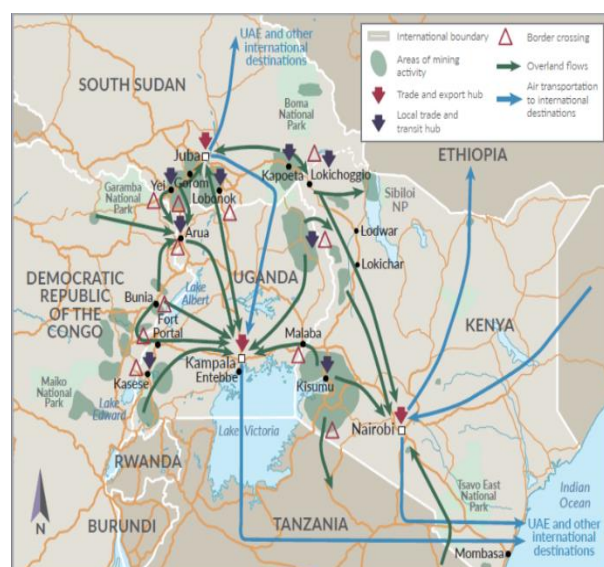 UAE and other
international
destinations
International boundary
Areas of mining
activity
Trade and export hub
Local trade and
transit hub
Border crossing
Overland flows
Air transportation
to international
destinations
SOUTH SUDAN
Boma
National
Park
ETHIOPIA
Juba
Kapoeta
Lokichoggio
Yei
Gorom
Lobonok
Garamba
National
Park
Sibiloi
NP
Arua
Lodwar
Lokichar
DEMOCRATIC
REPUBLIC
OF THE
CONGO
Lake
Albert
UGANDA
KENYA
Bunia
Fort
Portal
Malaba
Kampala
Entebbe
Maiko
National
Park
Kasese
Kisumu
Lake
Edward
Lake Victoria
Nairobi
RWANDA
Tsavo East
National
Park
Indian
Ocean
N
BURUNDI
TANZANIA
UAE and other
international
destinations
Mombasa